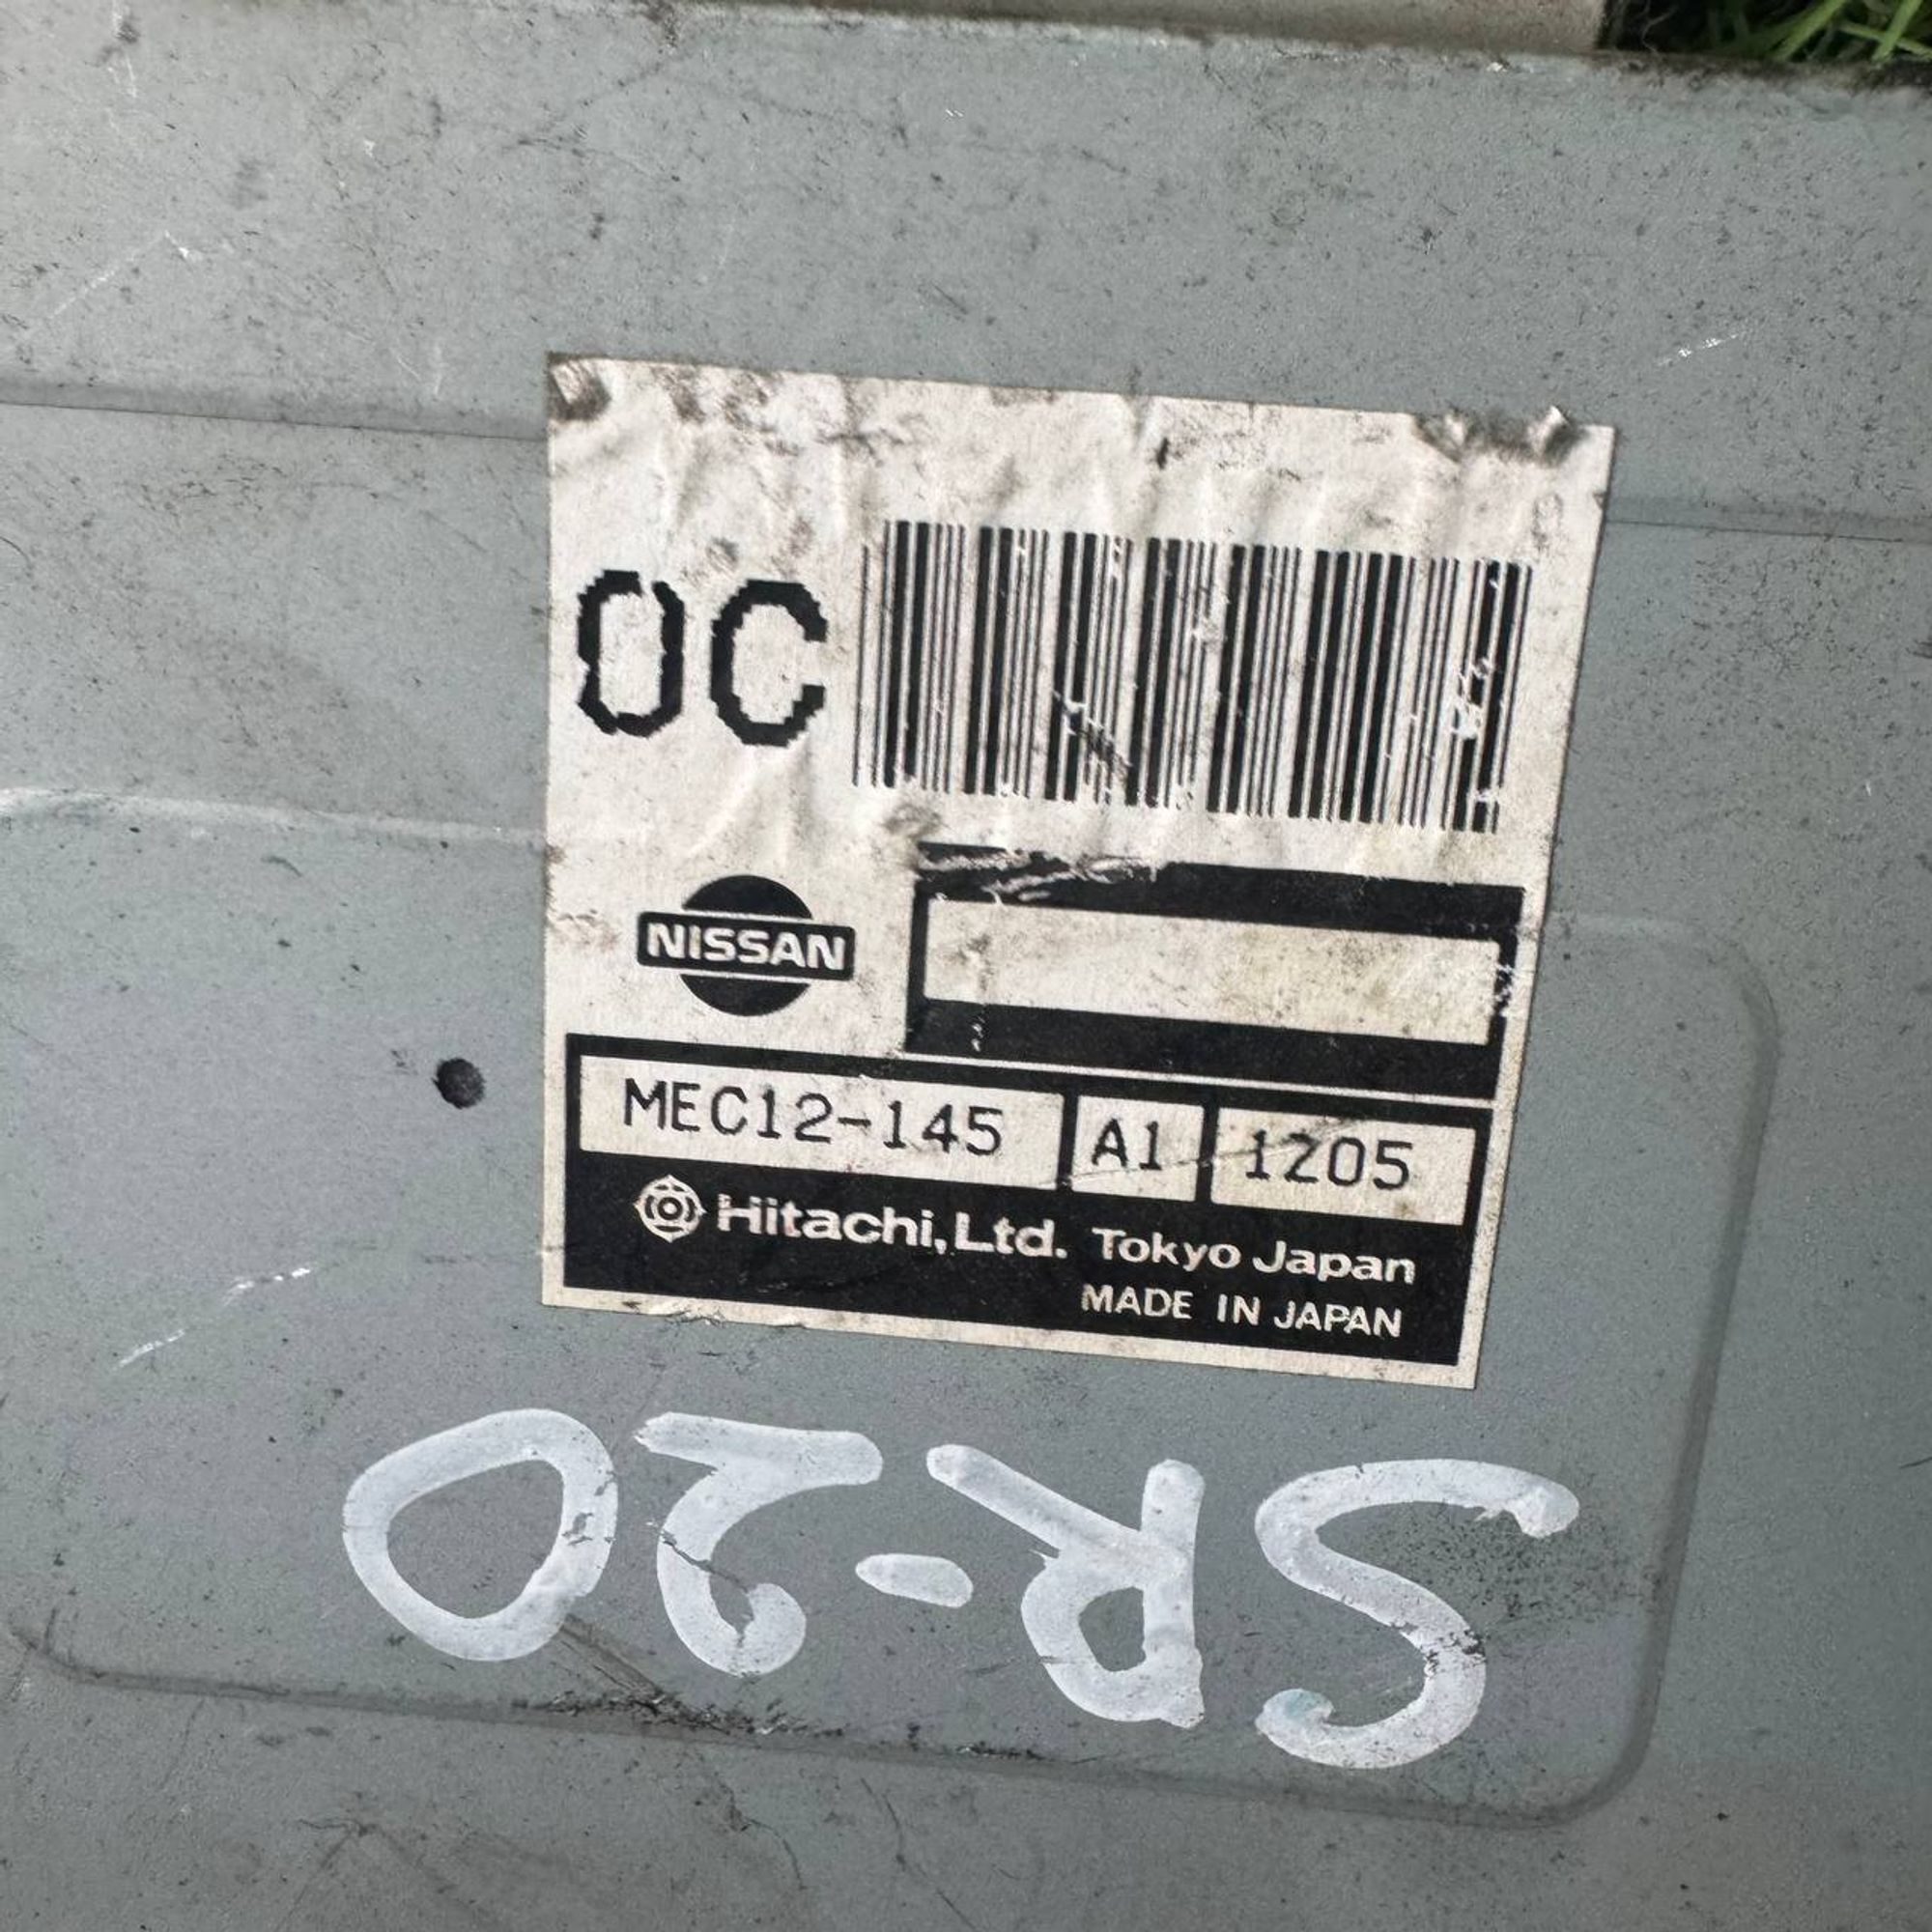 0C
NISSAN
MEC12-145 A1 1205
Hitachi, Ltd. Tokyo Japan
MADE IN JAPAN
SR-20